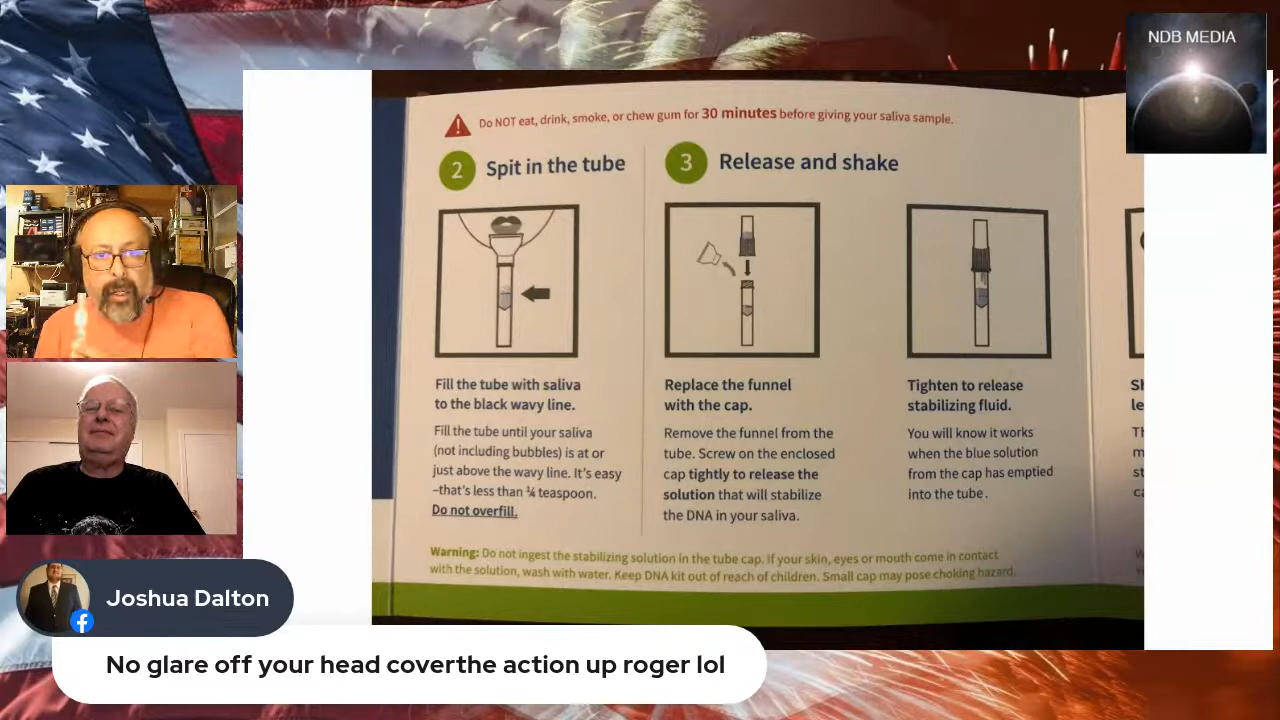 NDB MEDIA
Do NOT eat, drink, smoke, or chew gum for 30 minutes before giving your saliva sample.
2 Spit in the tube
3 Release and shake
Fill the tube with saliva
to the black wavy line.
Fill the tube until your saliva
(not including bubbles) is at or
just above the wavy line. It's easy
–that's less than ¼ teaspoon.
Do not overfill.
Replace the funnel
with the cap.
Remove the funnel from the
tube. Screw on the enclosed
cap tightly to release the
solution that will stabilize
the DNA in your saliva.
Tighten to release
stabilizing fluid.
You will know it works
when the blue solution
from the cap has emptied
into the tube.
Warning: Do not ingest the stabilizing solution in the tube cap. If your skin, eyes or mouth come in contact
with the solution, wash with water. Keep DNA kit out of reach of children. Small cap may pose choking hazard.
Joshua Dalton
No glare off your head coverthe action up roger lol